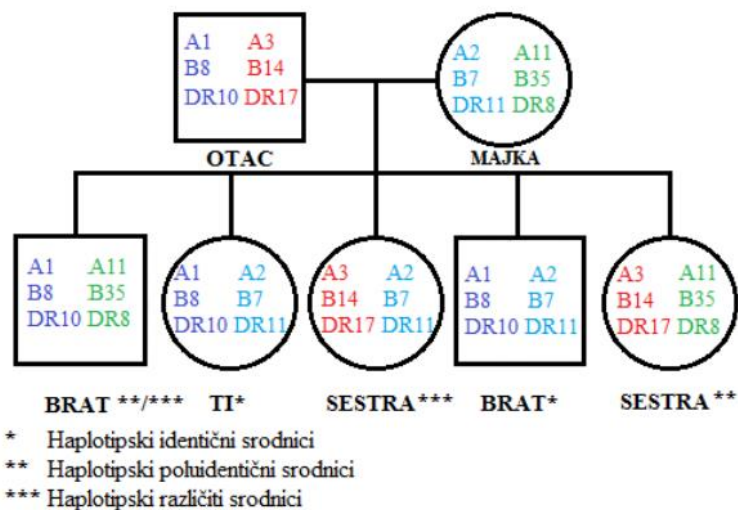 A1 A3
B8 B14
DR10 DR17
OTAC
A2 A11
B7 B35
DR11 DR8
MAJKA
A1 A11
B8 B35
DR10 DR8
A1 A2
B8 B7
DR10 DR11
A3 A2
B14 B7
DR17 DR11
A1 A2
B8 B7
DR10 DR11
A3 A11
B14 B35
DR17 DR8
BRAT **/*** TI* SESTRA*** BRAT* SESTRA **
* Haplotipski identični srodnici
** Haplotipski poluidentični srodnici
*** Haplotipski različiti srodnici